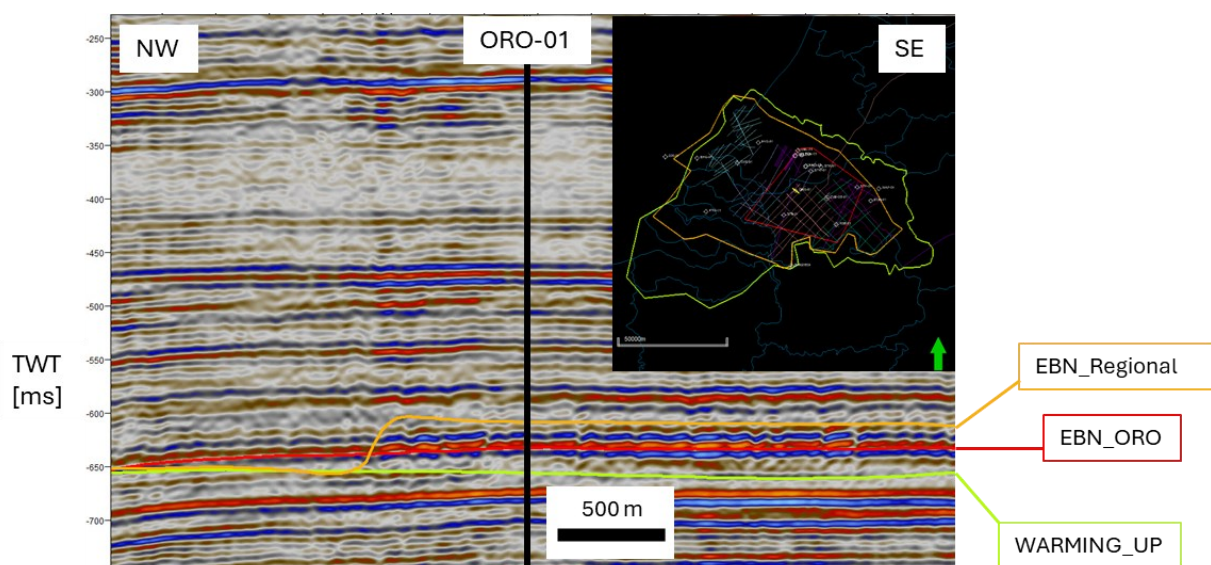 NW
ORO-01
SE
-250
-300
-350
-400
-450
-500
-550
-600
-650
-700
TWT
[ms]
50000m
500 m
EBN_Regional
EBN_ORO
WARMING_UP